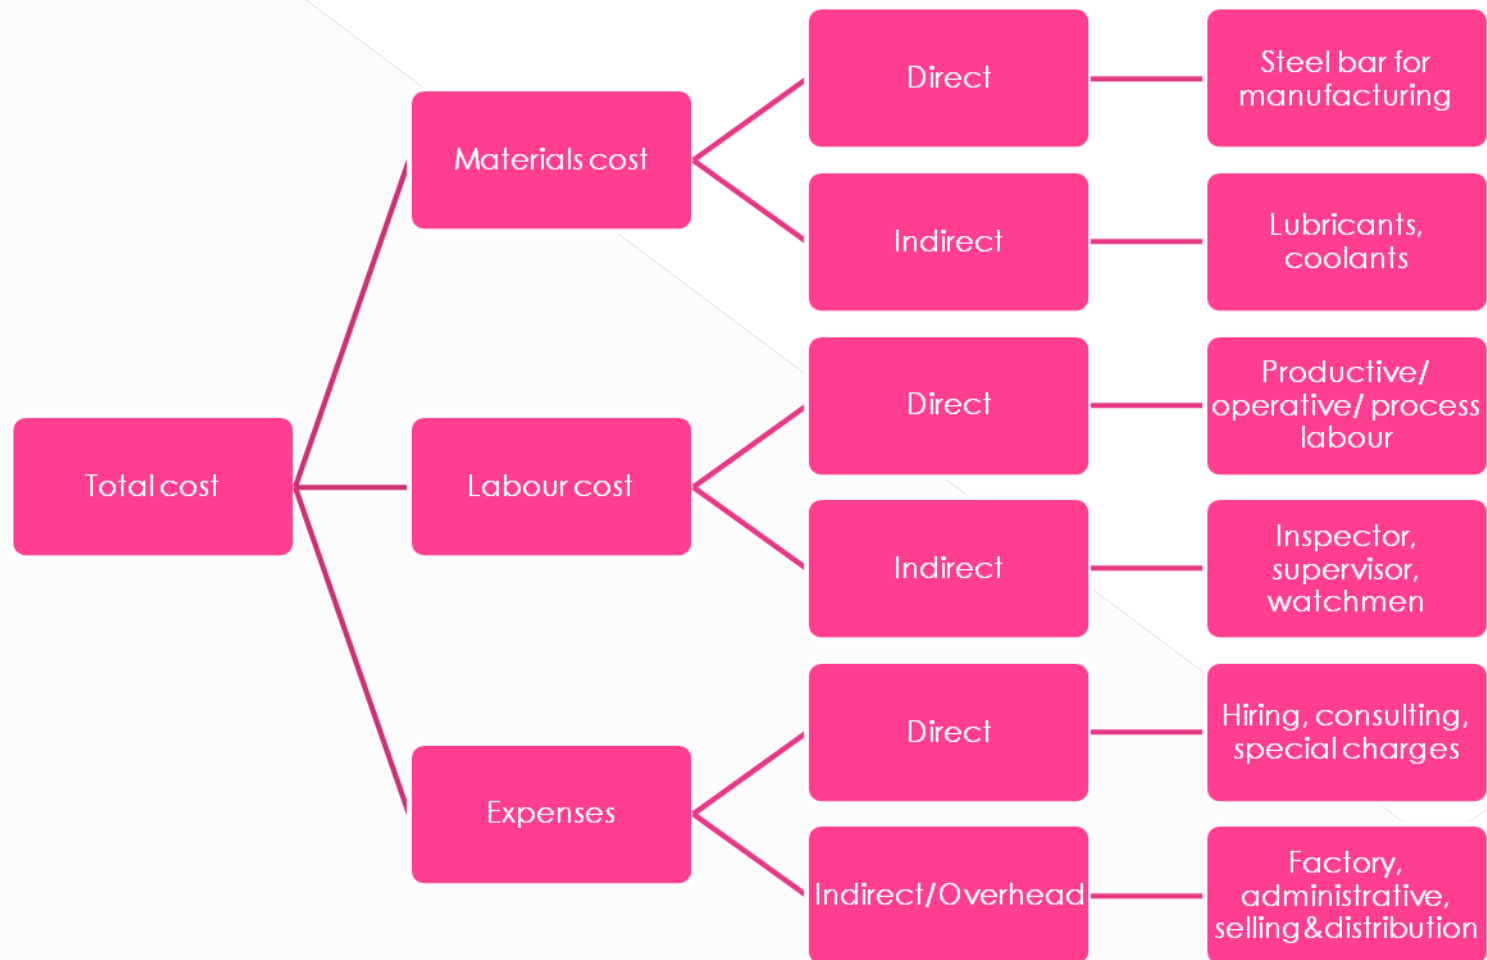 Total cost
Materials cost
Direct
Steel bar for
manufacturing
Indirect
Lubricants,
coolants
Labour cost
Direct
Productive/
operative/ process
labour
Indirect
Inspector,
supervisor,
watchmen
Expenses
Direct
Hiring, consulting,
special charges
Indirect/Overhead
Factory,
administrative,
selling&distribution